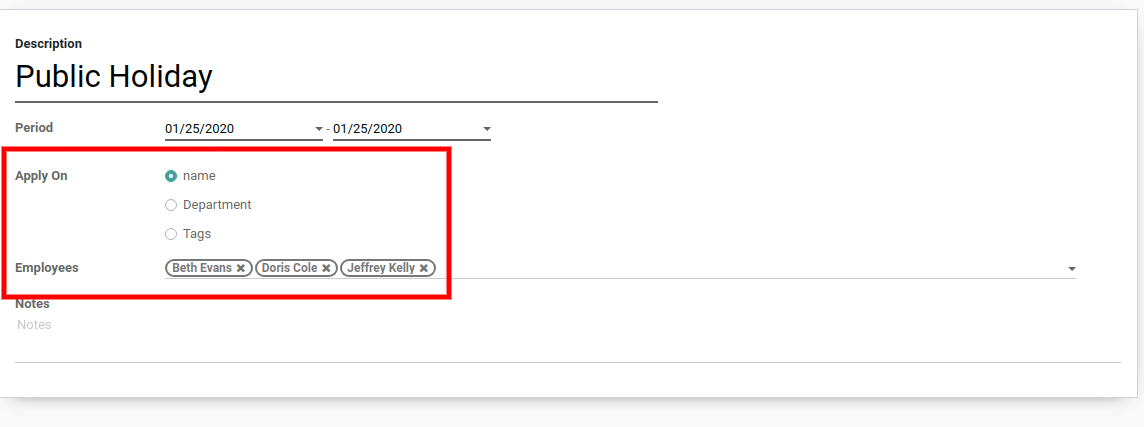 Description
Public Holiday
Period 01/25/2020 - 01/25/2020
Apply On name
Department
Tags
Employees Beth Evans ✖ Doris Cole ✖ Jeffrey Kelly ✖
Notes
Notes